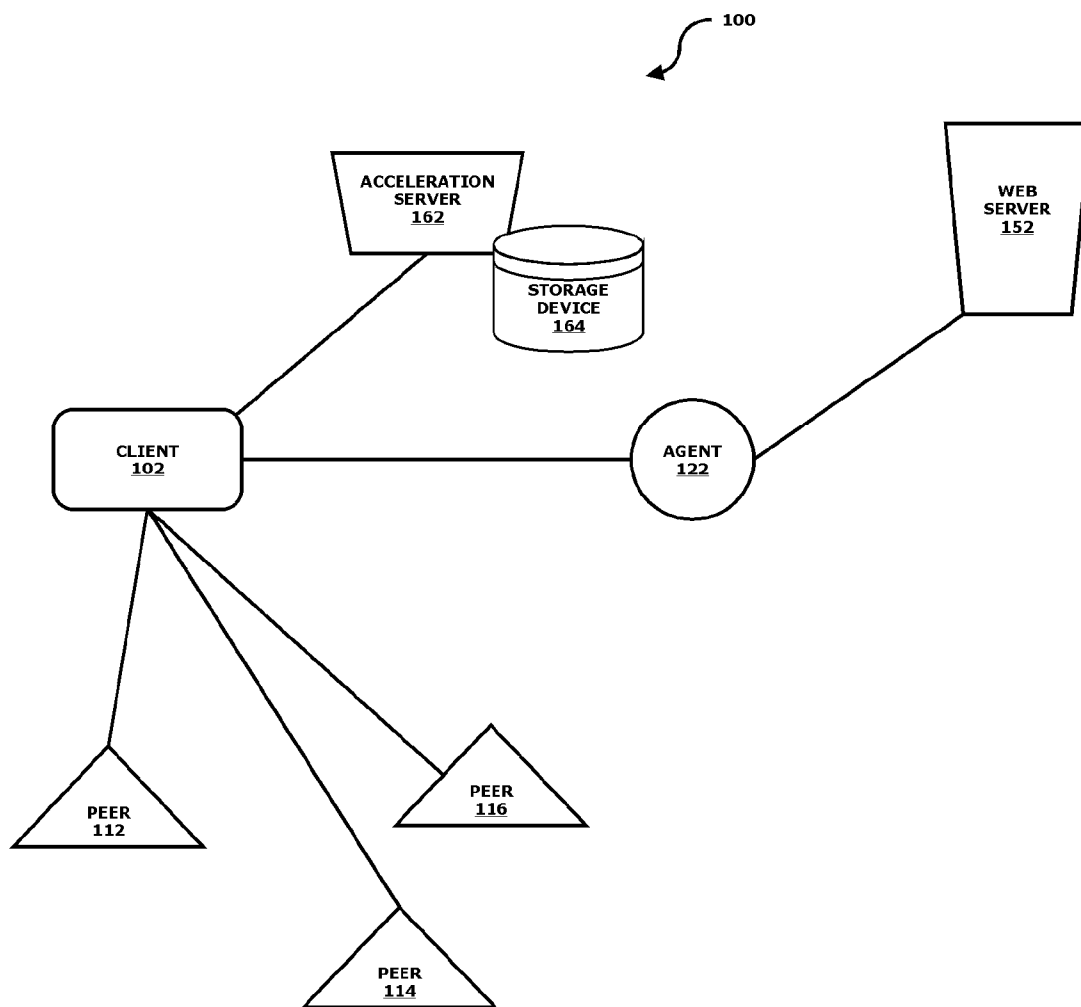 100
ACCELERATION
SERVER
162
WEB
SERVER
152
STORAGE
DEVICE
164
CLIENT
102
AGENT
122
PEER
112
PEER
116
PEER
114